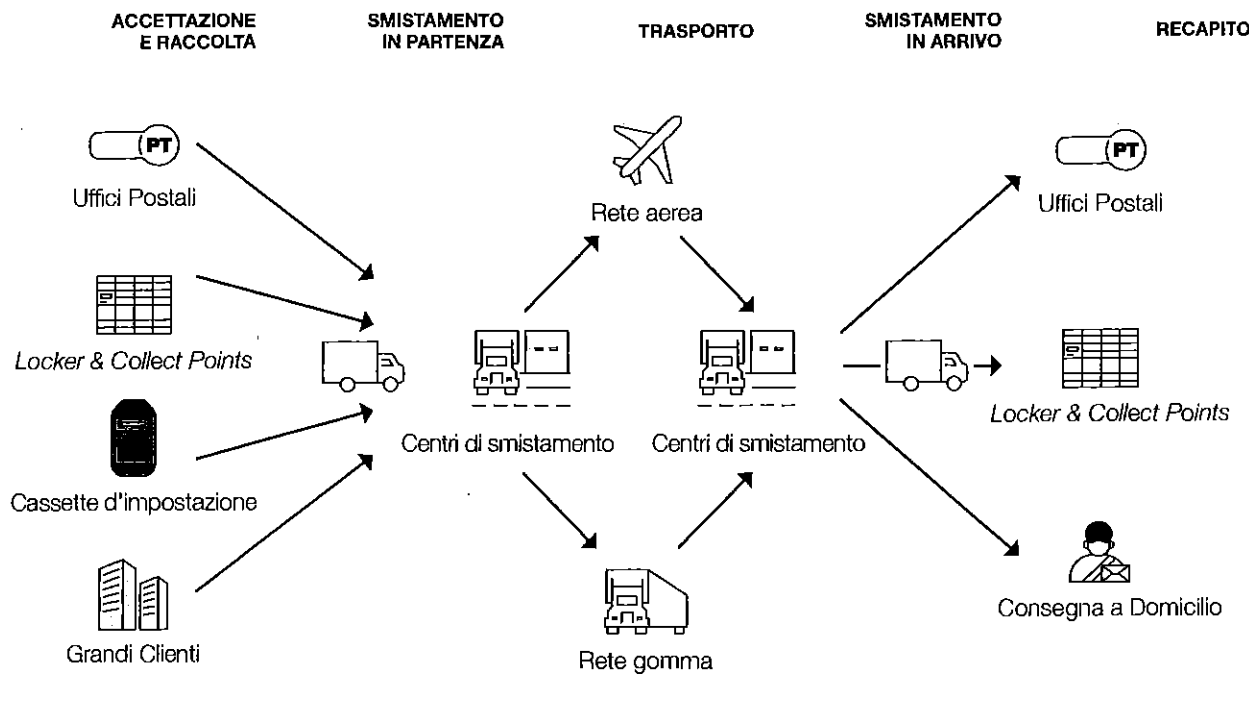 ACCETTAZIONE
E RACCOLTA
SMISTAMENTO
IN PARTENZA
TRASPORTO
SMISTAMENTO
IN ARRIVO
RECAPITO
PT
Uffici Postali
Locker & Collect Points
Cassette d'impostazione
Grandi Clienti
Centri di smistamento
Rete aerea
Rete gomma
Centri di smistamento
PT
Uffici Postali
Locker & Collect Points
Consegna a Domicilio